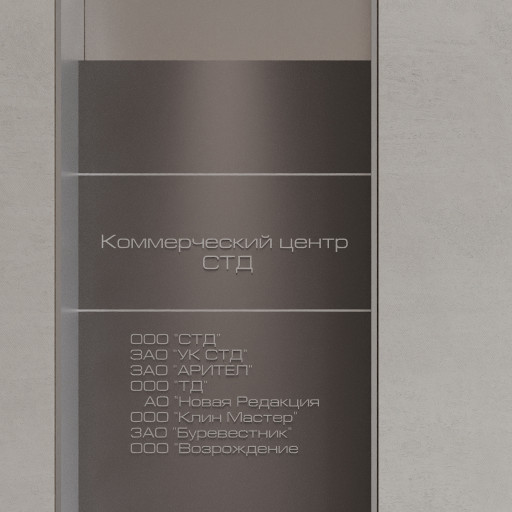 Коммерческий центр
СТД
ООО "СТД"
ЗАО "УК СТД"
ЗАО "АРИТЕЛ"
ООО "ТД"
АО "Новая Редакция
ООО "Клин Мастер"
ЗАО "Буревестник"
ООО "Возрождение